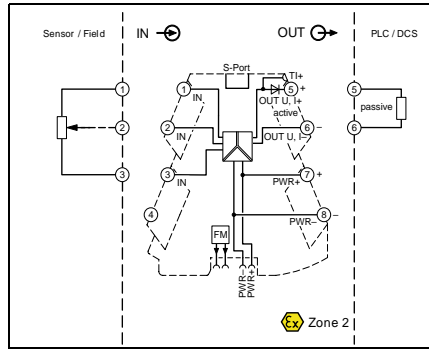 Sensor / Field
IN
OUT
PLC / DCS
S-Port
TI+
1
1
IN
5
+
OUT U, I+
active
5
passive
2
2
IN
6
–
OUT U, I–
6
3
3
IN
7
+
PWR+
4
8
–
PWR–
FM
PWR–
PWR+
Ex
Zone 2